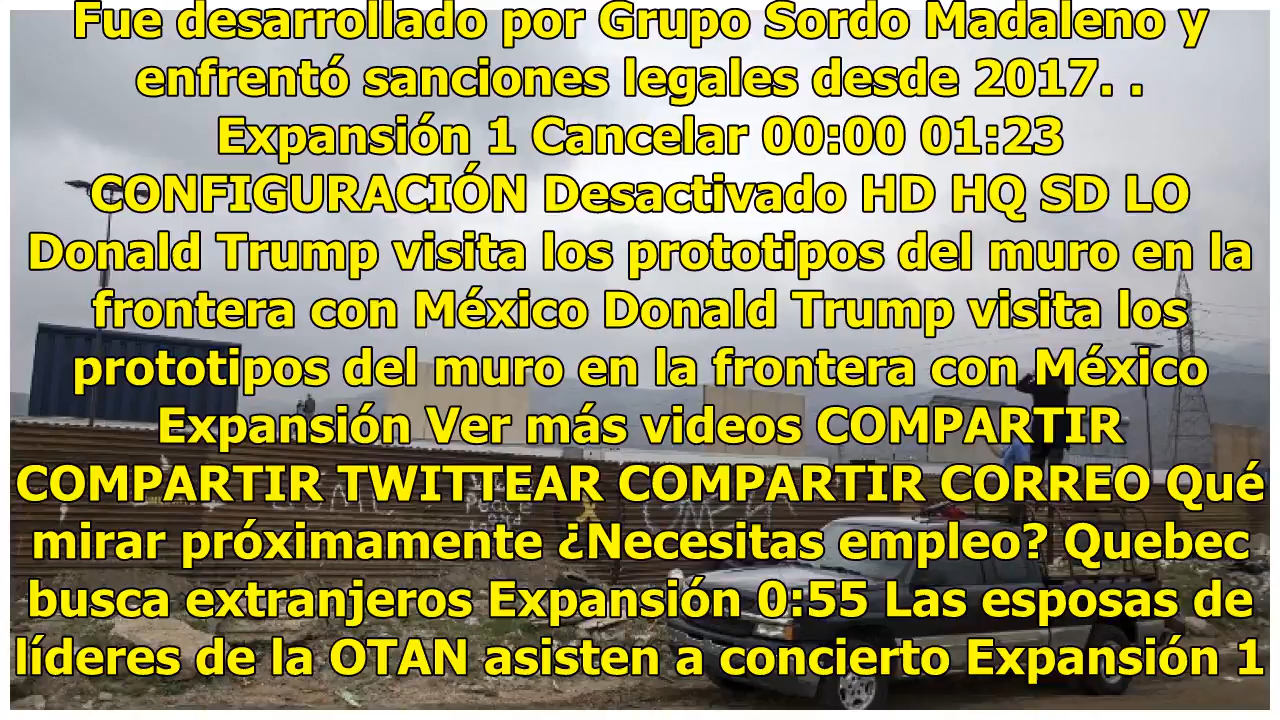 Fue desarrollado por Grupo Sordo Madaleno y
enfrentó sanciones legales desde 2017. .
Expansión 1 Cancelar 00:00 01:23
CONFIGURACIÓN Desactivado HD HQ SD LO
Donald Trump visita los prototipos del muro en la
frontera con México Donald Trump visita los
prototipos del muro en la frontera con México
Expansión Ver más videos COMPARTIR
COMPARTIR TWITTEAR COMPARTIR CORREO Qué
mirar próximamente ¿Necesitas empleo? Quebec
busca extranjeros Expansión 0:55 Las esposas de
líderes de la OTAN asisten a concierto Expansión 1